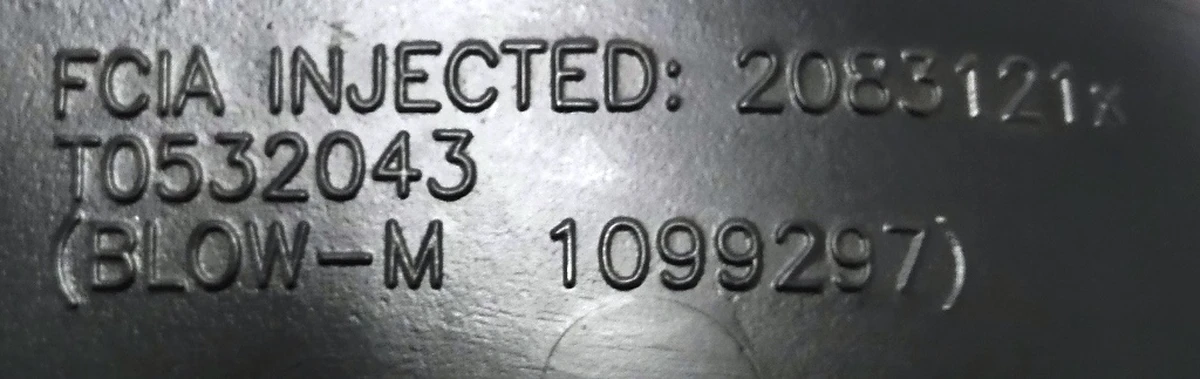 FCIA INJECTED: 2083121x
T0532043
(BLOW-M 1099297)